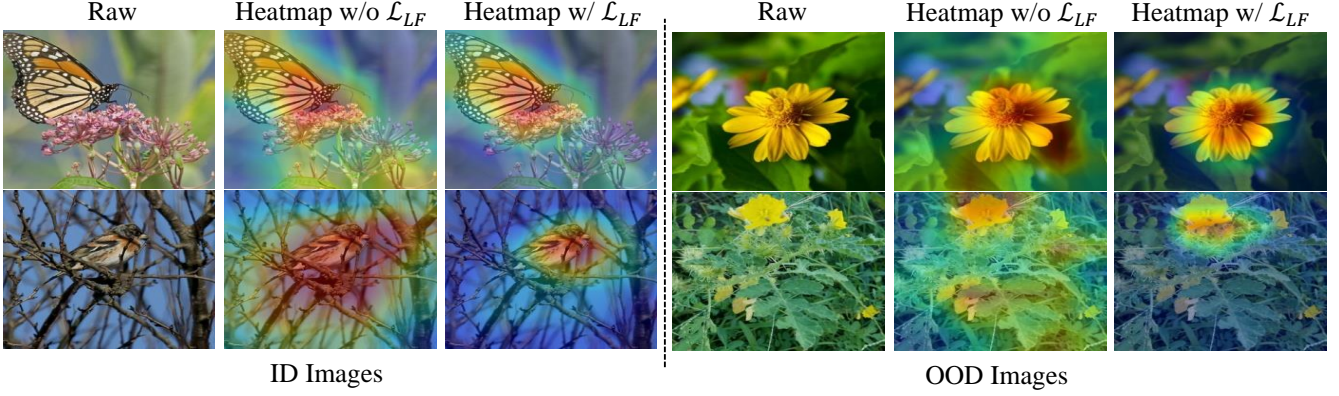 Raw Heatmap w/o ℒ_LF Heatmap w/ ℒ_LF Raw Heatmap w/o ℒ_LF Heatmap w/ ℒ_LF
ID Images OOD Images